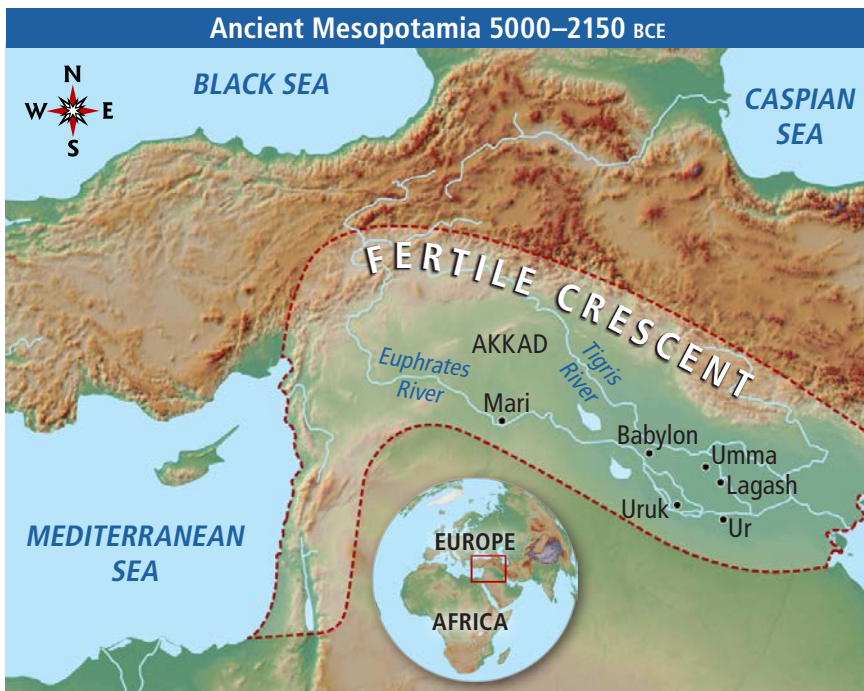 Ancient Mesopotamia 5000–2150 BCE
N
W E
S
BLACK SEA
CASPIAN
SEA
FERTILE CRESCENT
AKKAD
Tigris
River
Euphrates
River
Mari
Babylon
Umma
Lagash
Uruk
Ur
MEDITERRANEAN
SEA
EUROPE
AFRICA